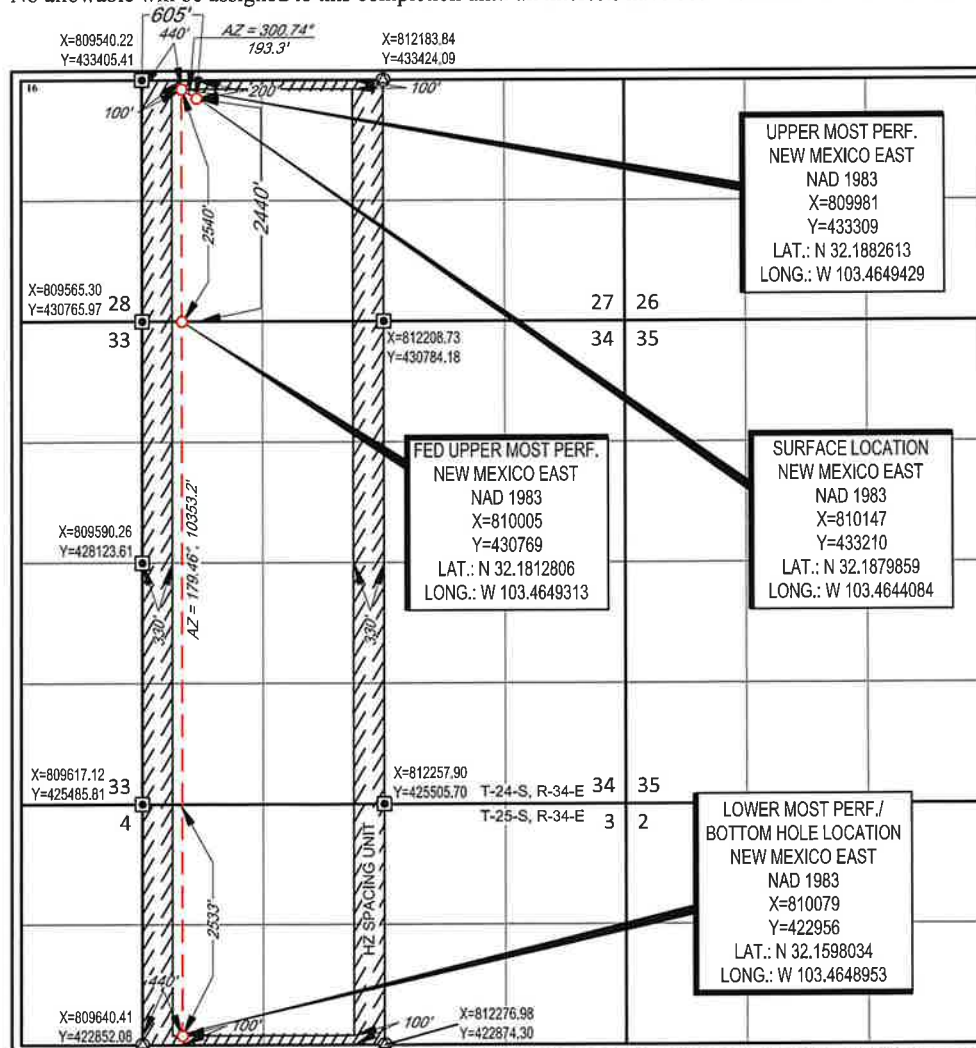 605'
AZ = 300.74°
440'
193.3'
X=809540.22
Y=433405.41
X=812183.84
Y=433424.09
16
100'
200'
100'
2540'
2440'
UPPER MOST PERF.
NEW MEXICO EAST
NAD 1983
X=809981
Y=433309
LAT.: N 32.1882613
LONG.: W 103.4649429
X=809565.30
Y=430765.97
28
33
27
26
34
35
X=812208.73
Y=430784.18
FED UPPER MOST PERF.
NEW MEXICO EAST
NAD 1983
X=810005
Y=430769
LAT.: N 32.1812806
LONG.: W 103.4649313
SURFACE LOCATION
NEW MEXICO EAST
NAD 1983
X=810147
Y=433210
LAT.: N 32.1879859
LONG.: W 103.4644084
X=809590.26
Y=428123.61
AZ = 179.46°, 10353.2'
330'
330'
X=809617.12
Y=425485.81
33
4
X=812257.90
Y=425505.70
T-24-S, R-34-E
34
35
T-25-S, R-34-E
3
2
2533'
HZ SPACING UNIT
LOWER MOST PERF./
BOTTOM HOLE LOCATION
NEW MEXICO EAST
NAD 1983
X=810079
Y=422956
LAT.: N 32.1598034
LONG.: W 103.4648953
440'
100'
100'
X=809640.41
Y=422852.08
X=812276.98
Y=422874.30